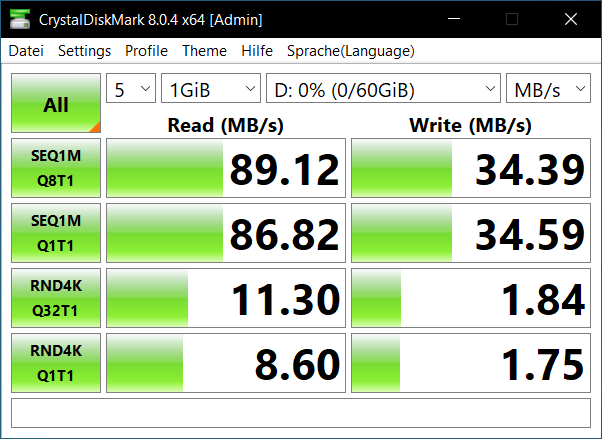 CrystalDiskMark 8.0.4 x64 [Admin]
Datei Settings Profile Theme Hilfe Sprache(Language)
All 5 1GiB D: 0% (0/60GiB) MB/s
Read (MB/s) Write (MB/s)
SEQ1M
Q8T1
89.12 34.39
SEQ1M
Q1T1
86.82 34.59
RND4K
Q32T1
11.30 1.84
RND4K
Q1T1
8.60 1.75